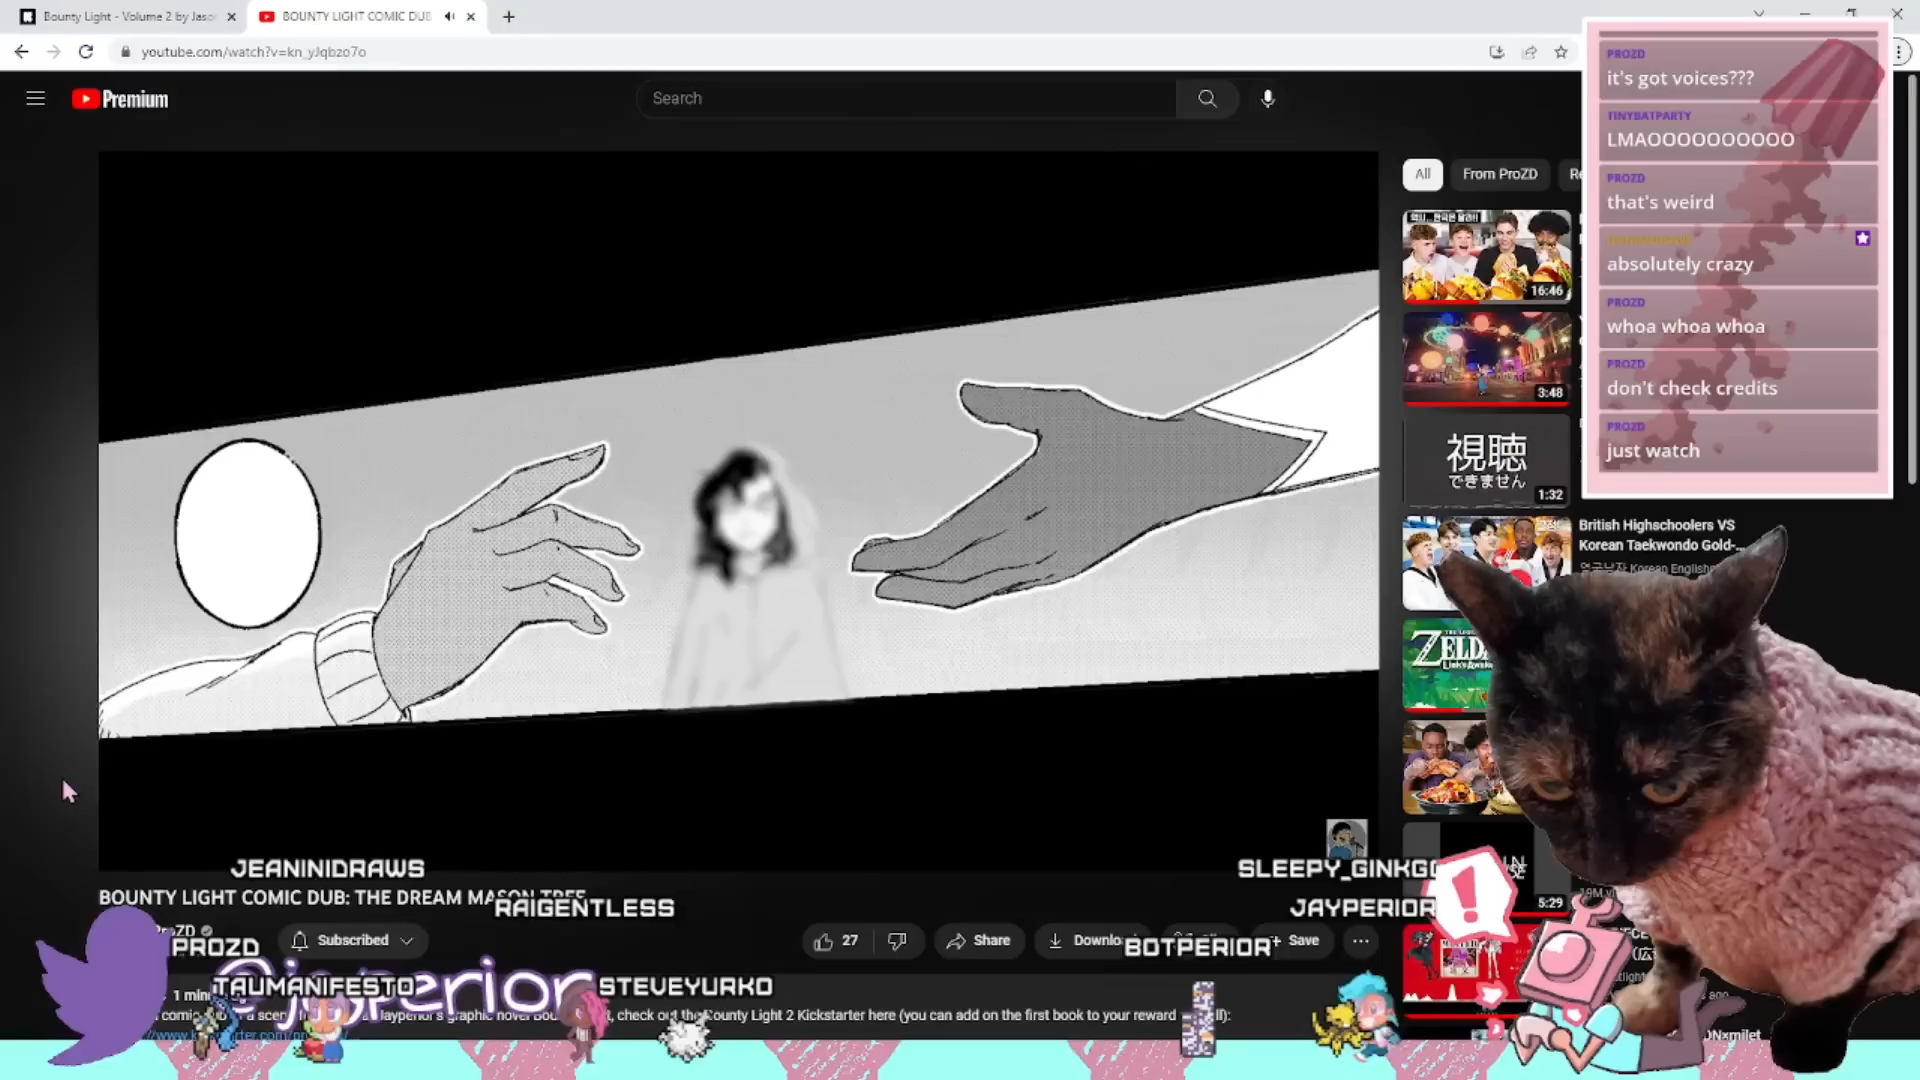 Bounty Light - Volume 2 by Jaso
BOUNTY LIGHT COMIC DUB
youtube.com/watch?v=kn_yJqbzo7o
Premium
Search
All
From ProZD
16:46
3:48
視聴
できません
1:32
British Highschoolers VS
Korean Taekwondo Gold-...
ZELD
5:29
PROZD
it's got voices???
TINYBATPARTY
LMAOOOOOOOOOO
PROZD
that's weird
absolutely crazy
PROZD
whoa whoa whoa
PROZD
don't check credits
PROZD
just watch
JEANINIDRAWS
SLEEPY_GINKGO
BOUNTY LIGHT COMIC DUB: THE DREAM MASON TREE
RAIGENTLESS
JAYPERIOR
PROZD
Subscribed
27
Share
BOTPERIOR
Save
TAUMANIFESTO
@jayperior
STEVEYURKO
check out the Bounty Light 2 Kickstarter here (you can add on the first book to your reward